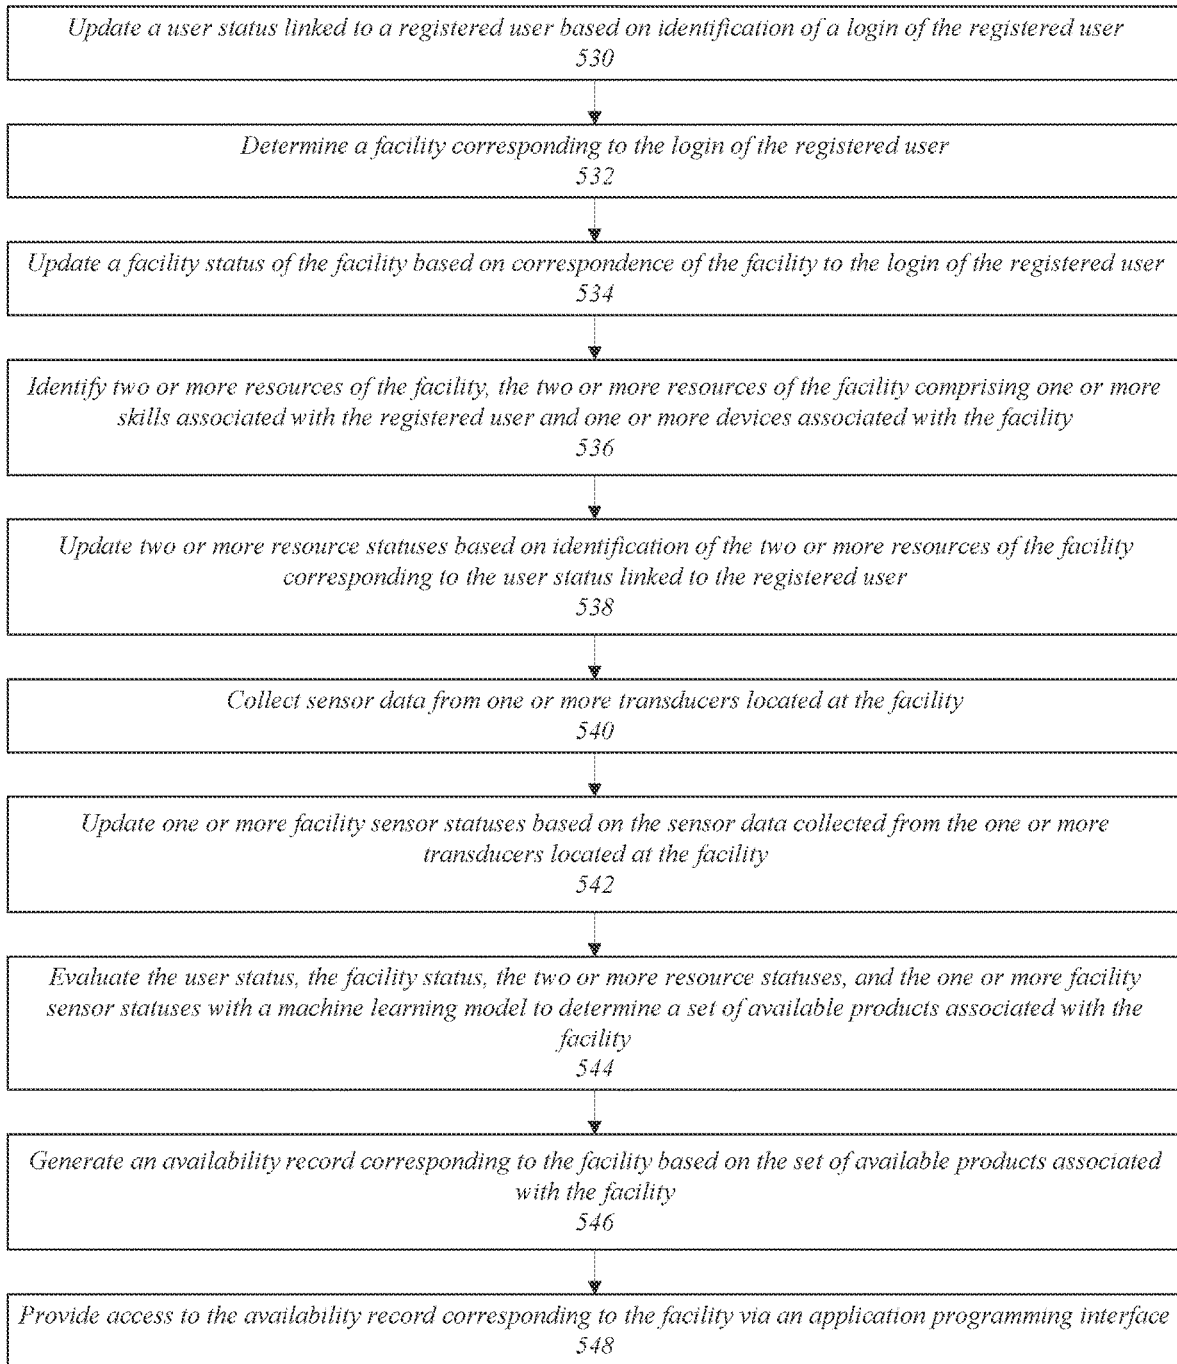 Update a user status linked to a registered user based on identification of a login of the registered user
530
Determine a facility corresponding to the login of the registered user
532
Update a facility status of the facility based on correspondence of the facility to the login of the registered user
534
Identify two or more resources of the facility, the two or more resources of the facility comprising one or more
skills associated with the registered user and one or more devices associated with the facility
536
Update two or more resource statuses based on identification of the two or more resources of the facility
corresponding to the user status linked to the registered user
538
Collect sensor data from one or more transducers located at the facility
540
Update one or more facility sensor statuses based on the sensor data collected from the one or more
transducers located at the facility
542
Evaluate the user status, the facility status, the two or more resource statuses, and the one or more facility
sensor statuses with a machine learning model to determine a set of available products associated with the
facility
544
Generate an availability record corresponding to the facility based on the set of available products associated
with the facility
546
Provide access to the availability record corresponding to the facility via an application programming interface
548